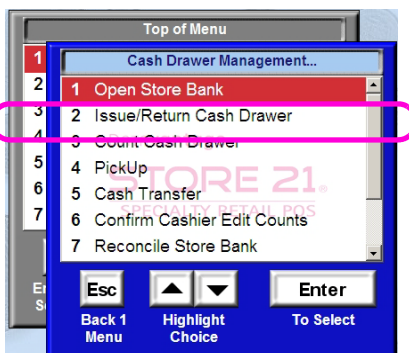 Top of Menu
1
2
3
4
5
6
7
Cash Drawer Management...
1 Open Store Bank
2 Issue/Return Cash Drawer
3 Count Cash Drawer
4 PickUp
5 Cash Transfer
6 Confirm Cashier Edit Counts
7 Reconcile Store Bank
STORE 21®
SPECIALTY RETAIL POS
Esc
Enter
Back 1
Menu
Highlight
Choice
To Select